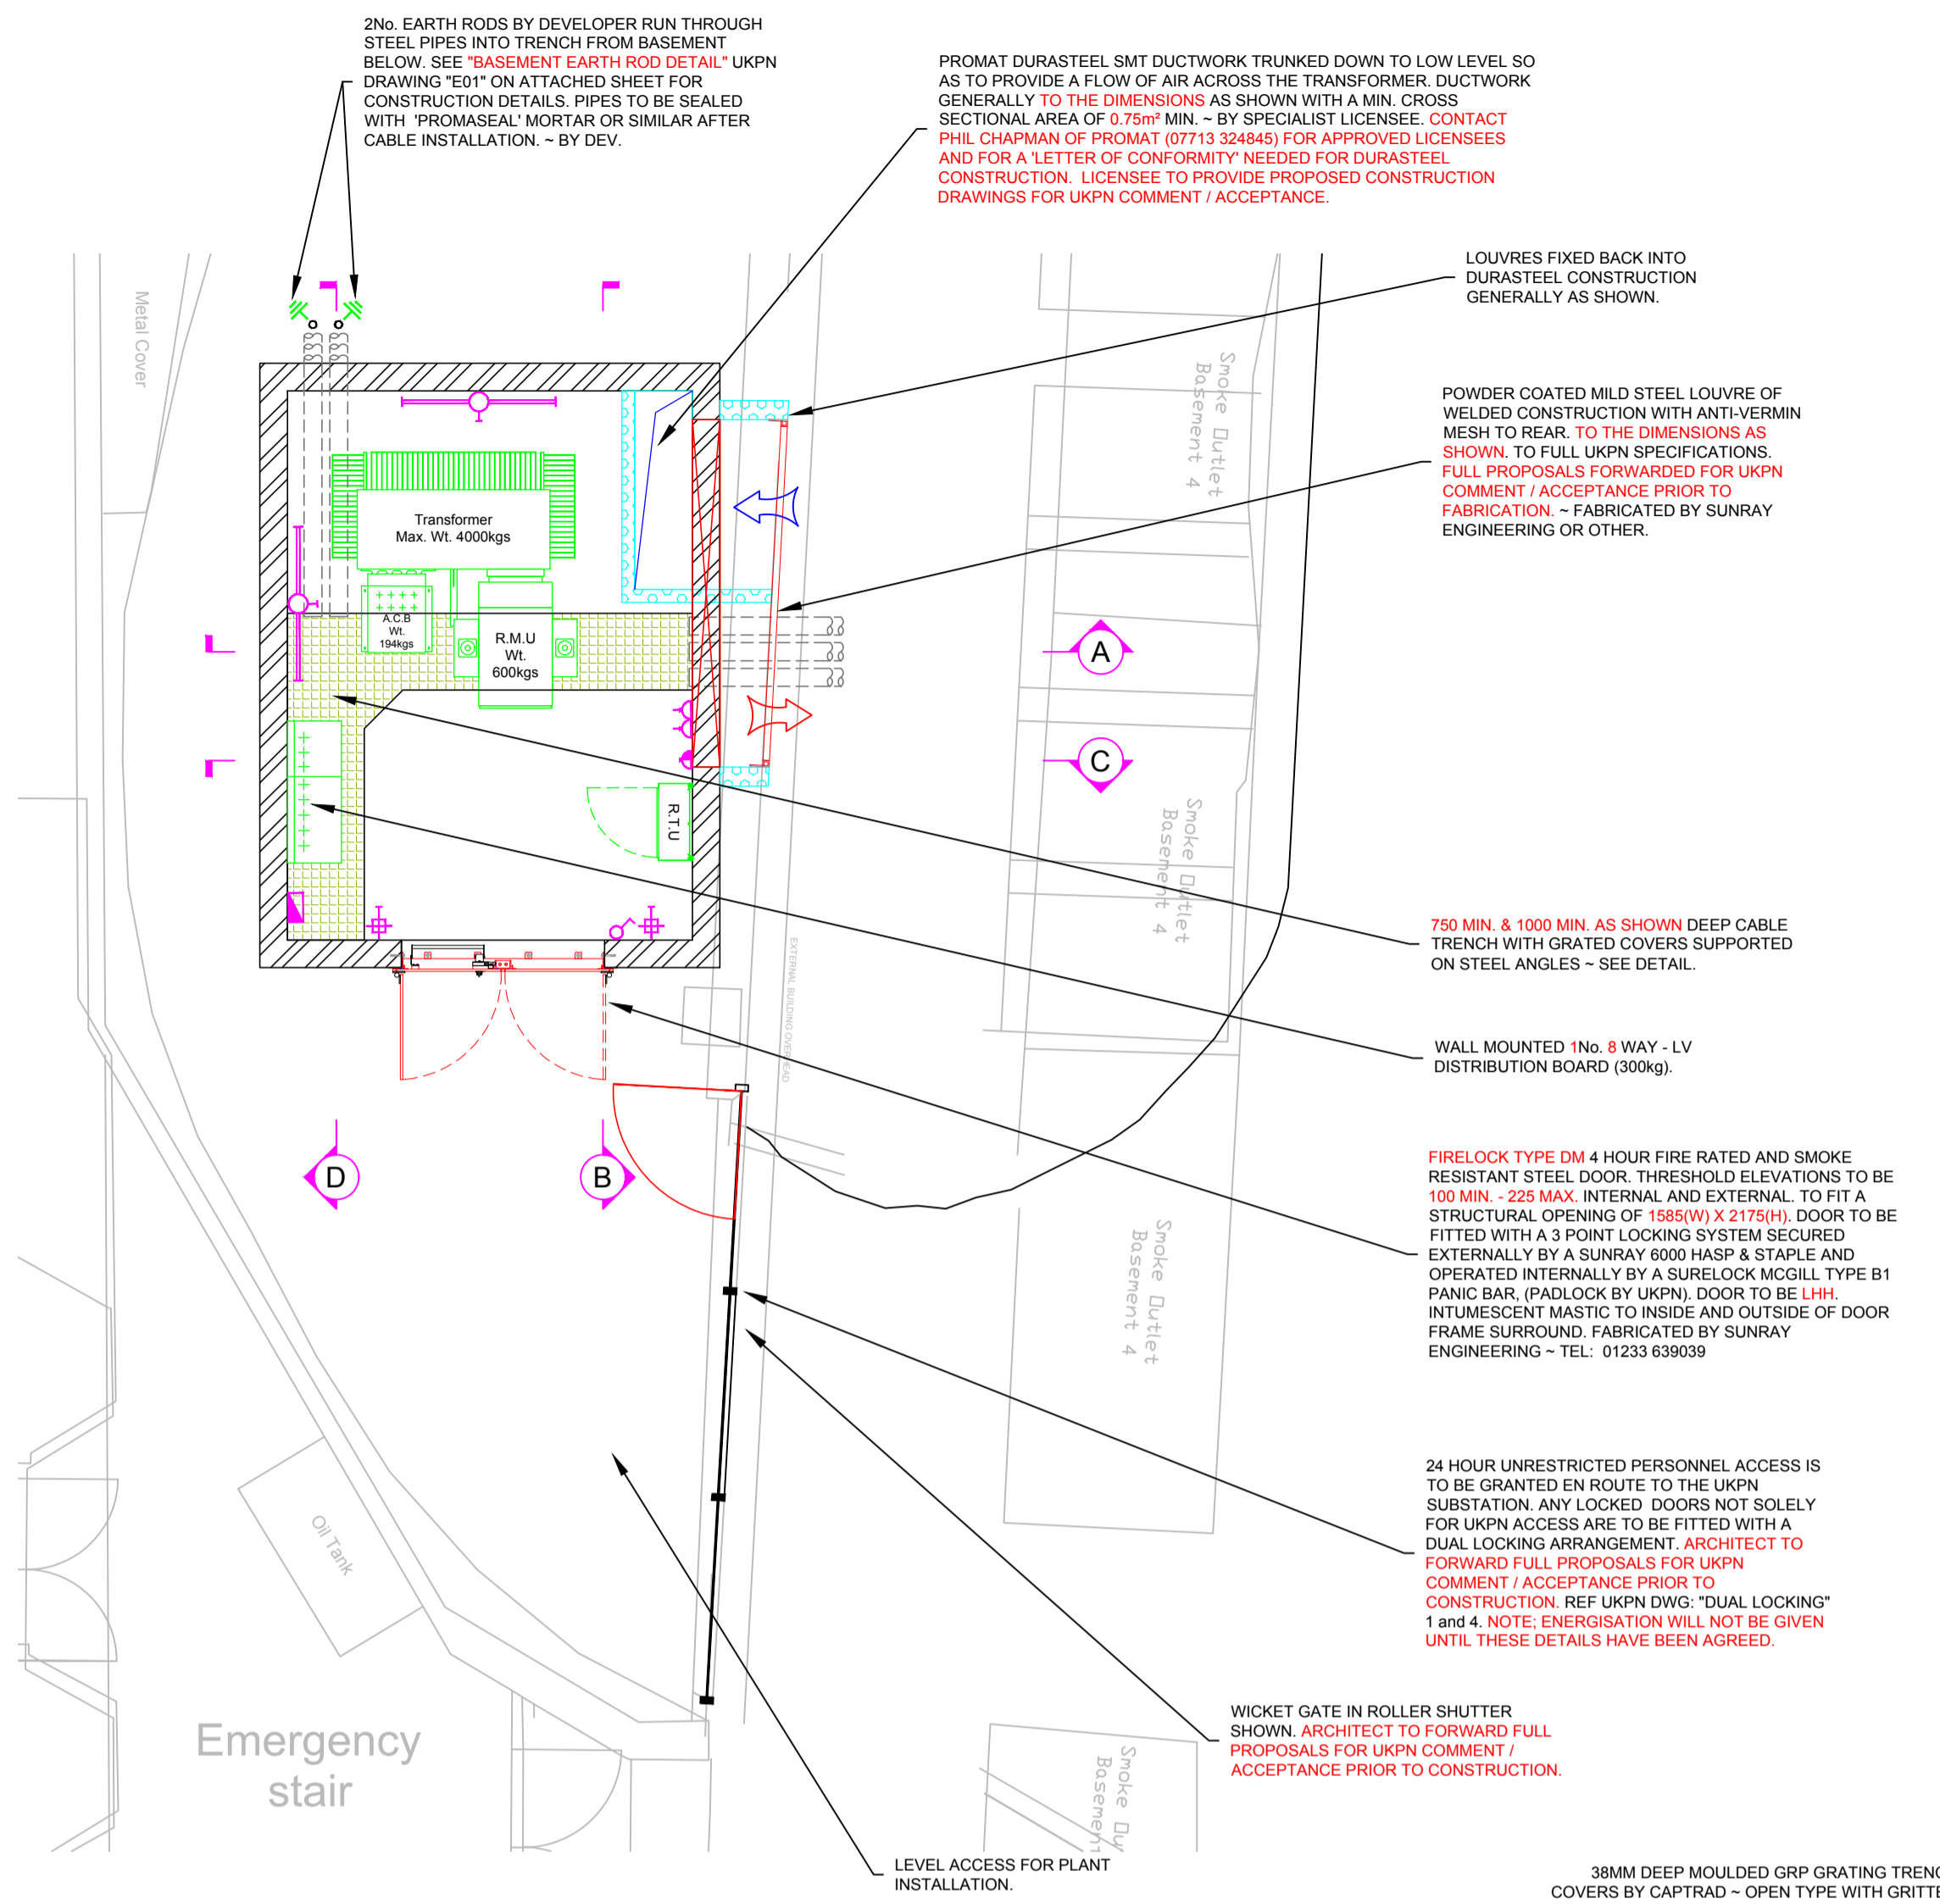 2No. EARTH RODS BY DEVELOPER RUN THROUGH
STEEL PIPES INTO TRENCH FROM BASEMENT
BELOW. SEE "BASEMENT EARTH ROD DETAIL" UKPN
DRAWING "E01" ON ATTACHED SHEET FOR
CONSTRUCTION DETAILS. PIPES TO BE SEALED
WITH 'PROMASEAL' MORTAR OR SIMILAR AFTER
CABLE INSTALLATION. ~ BY DEV.
PROMAT DURASTEEL SMT DUCTWORK TRUNKED DOWN TO LOW LEVEL SO
AS TO PROVIDE A FLOW OF AIR ACROSS THE TRANSFORMER. DUCTWORK
GENERALLY TO THE DIMENSIONS AS SHOWN WITH A MIN. CROSS
SECTIONAL AREA OF 0.75m² MIN. ~ BY SPECIALIST LICENSEE. CONTACT
PHIL CHAPMAN OF PROMAT (07713 324845) FOR APPROVED LICENSEES
AND FOR A 'LETTER OF CONFORMITY' NEEDED FOR DURASTEEL
CONSTRUCTION. LICENSEE TO PROVIDE PROPOSED CONSTRUCTION
DRAWINGS FOR UKPN COMMENT / ACCEPTANCE.
LOUVRES FIXED BACK INTO
DURASTEEL CONSTRUCTION
GENERALLY AS SHOWN.
Metal Cover
Smoke Outlet
Basement 4
POWDER COATED MILD STEEL LOUVRE OF
WELDED CONSTRUCTION WITH ANTI-VERMIN
MESH TO REAR. TO THE DIMENSIONS AS
SHOWN. TO FULL UKPN SPECIFICATIONS.
FULL PROPOSALS FORWARDED FOR UKPN
COMMENT / ACCEPTANCE PRIOR TO
FABRICATION. ~ FABRICATED BY SUNRAY
ENGINEERING OR OTHER.
Transformer
Max. Wt. 4000kgs
A.C.B
Wt.
194kgs
R.M.U
Wt.
600kgs
A
C
R.T.U
Smoke Outlet
Basement 4
EXTERNAL BUILDING OVERHEAD
750 MIN. & 1000 MIN. AS SHOWN DEEP CABLE
TRENCH WITH GRATED COVERS SUPPORTED
ON STEEL ANGLES ~ SEE DETAIL.
WALL MOUNTED 1No. 8 WAY - LV
DISTRIBUTION BOARD (300kg).
D
B
FIRELOCK TYPE DM 4 HOUR FIRE RATED AND SMOKE
RESISTANT STEEL DOOR. THRESHOLD ELEVATIONS TO BE
100 MIN. - 225 MAX. INTERNAL AND EXTERNAL. TO FIT A
STRUCTURAL OPENING OF 1585(W) X 2175(H). DOOR TO BE
FITTED WITH A 3 POINT LOCKING SYSTEM SECURED
EXTERNALLY BY A SUNRAY 6000 HASP & STAPLE AND
OPERATED INTERNALLY BY A SURELOCK MCGILL TYPE B1
PANIC BAR, (PADLOCK BY UKPN). DOOR TO BE LHH.
INTUMESCENT MASTIC TO INSIDE AND OUTSIDE OF DOOR
FRAME SURROUND. FABRICATED BY SUNRAY
ENGINEERING ~ TEL: 01233 639039
Smoke Outlet
Basement 4
24 HOUR UNRESTRICTED PERSONNEL ACCESS IS
TO BE GRANTED EN ROUTE TO THE UKPN
SUBSTATION. ANY LOCKED DOORS NOT SOLELY
FOR UKPN ACCESS ARE TO BE FITTED WITH A
DUAL LOCKING ARRANGEMENT. ARCHITECT TO
FORWARD FULL PROPOSALS FOR UKPN
COMMENT / ACCEPTANCE PRIOR TO
CONSTRUCTION. REF UKPN DWG: "DUAL LOCKING"
1 and 4. NOTE; ENERGISATION WILL NOT BE GIVEN
UNTIL THESE DETAILS HAVE BEEN AGREED.
Oil Tank
WICKET GATE IN ROLLER SHUTTER
SHOWN. ARCHITECT TO FORWARD FULL
PROPOSALS FOR UKPN COMMENT /
ACCEPTANCE PRIOR TO CONSTRUCTION.
Emergency
stair
Smoke Ou
Basement
LEVEL ACCESS FOR PLANT
INSTALLATION.
38MM DEEP MOULDED GRP GRATING TRENC
COVERS BY CAPTRAD ~ OPEN TYPE WITH GRITTE